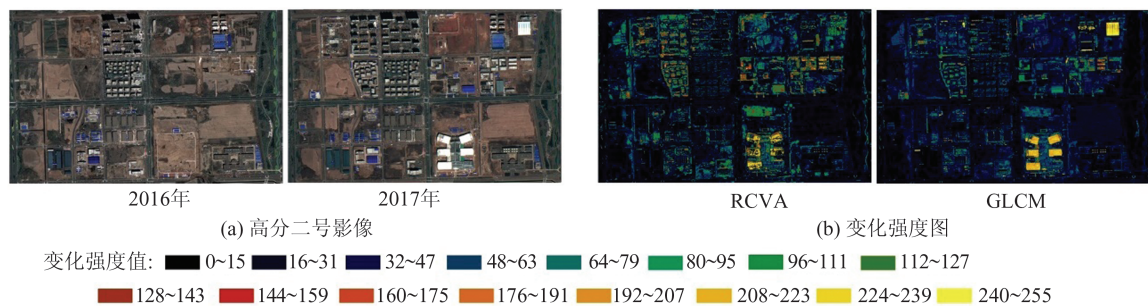 2016年 2017年 RCVA GLCM
(a) 高分二号影像 (b) 变化强度图
变化强度值: 0~15 16~31 32~47 48~63 64~79 80~95 96~111 112~127
128~143 144~159 160~175 176~191 192~207 208~223 224~239 240~255